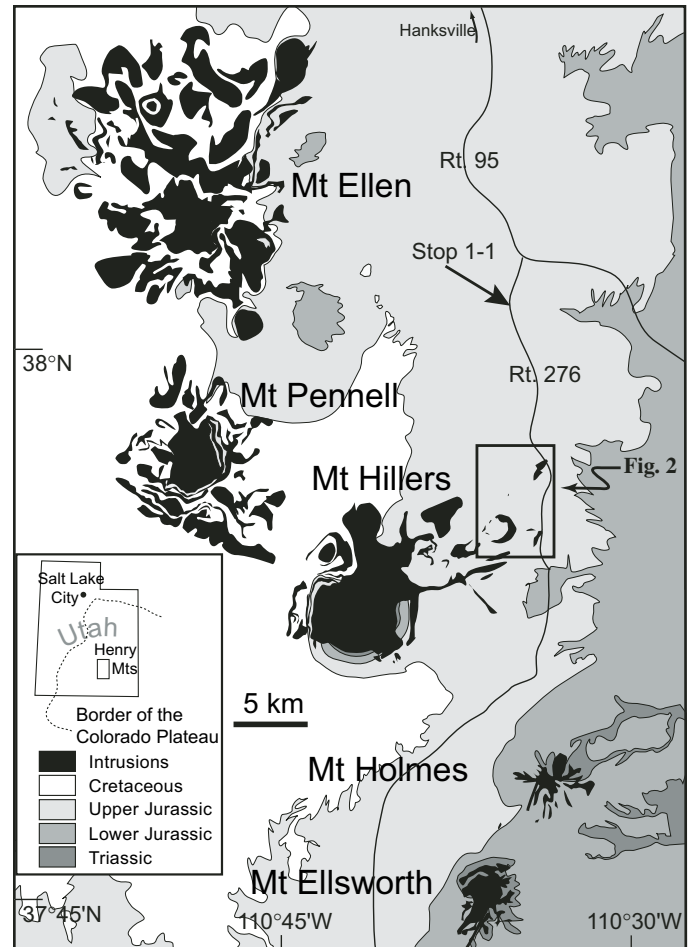 Hanksville
Rt. 95
Mt Ellen
Stop 1-1
38°N
Rt. 276
Mt Pennell
Mt Hillers
Fig. 2
Salt Lake
City
Utah
Henry
Mts
5 km
Border of the
Colorado Plateau
Intrusions
Cretaceous
Upper Jurassic
Lower Jurassic
Triassic
Mt Holmes
Mt Ellsworth
37°45'N
110°45'W
110°30'W